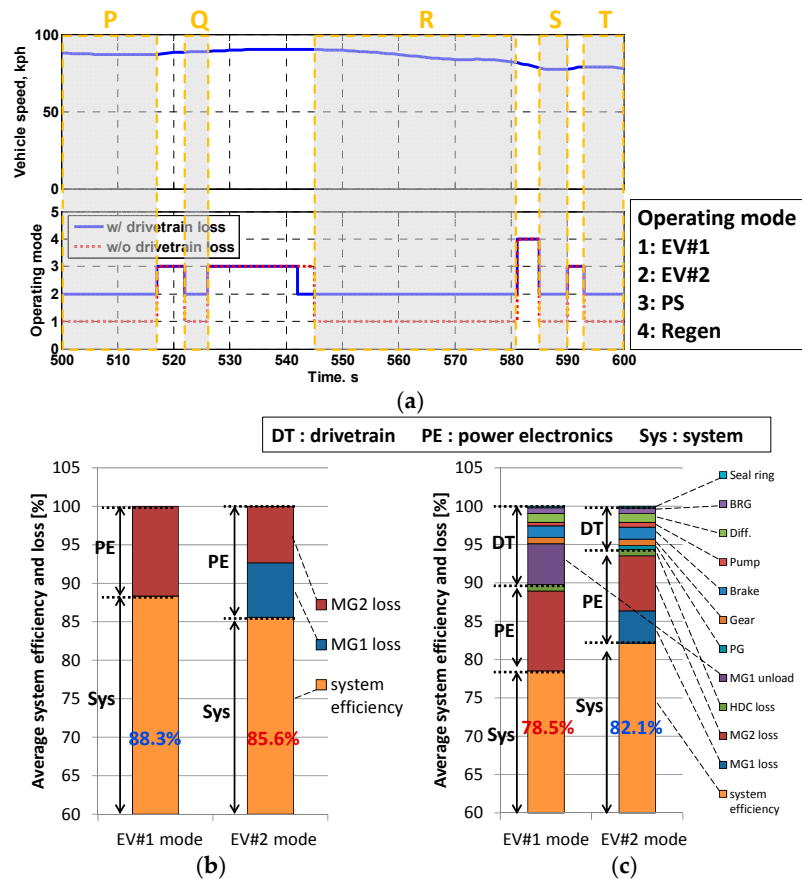 P Q R S T
100
50
0
Vehicle speed, kph
5
4
3
2
1
0
Operating mode
w/ drivetrain loss
w/o drivetrain loss
500 510 520 530 540 550 560 570 580 590 600
Time. s
Operating mode
1: EV#1
2: EV#2
3: PS
4: Regen
(a)
DT : drivetrain PE : power electronics Sys : system
Average system efficiency and loss [%]
105
100
95
90
85
80
75
70
65
60
PE
Sys
88.3%
PE
Sys
85.6%
MG2 loss
MG1 loss
system
efficiency
EV#1 mode EV#2 mode
(b)
Average system efficiency and loss [%]
105
100
95
90
85
80
75
70
65
60
DT
PE
Sys
78.5%
DT
PE
Sys
82.1%
Seal ring
BRG
Diff.
Pump
Brake
Gear
PG
MG1 unload
HDC loss
MG2 loss
MG1 loss
system
efficiency
EV#1 mode EV#2 mode
(c)